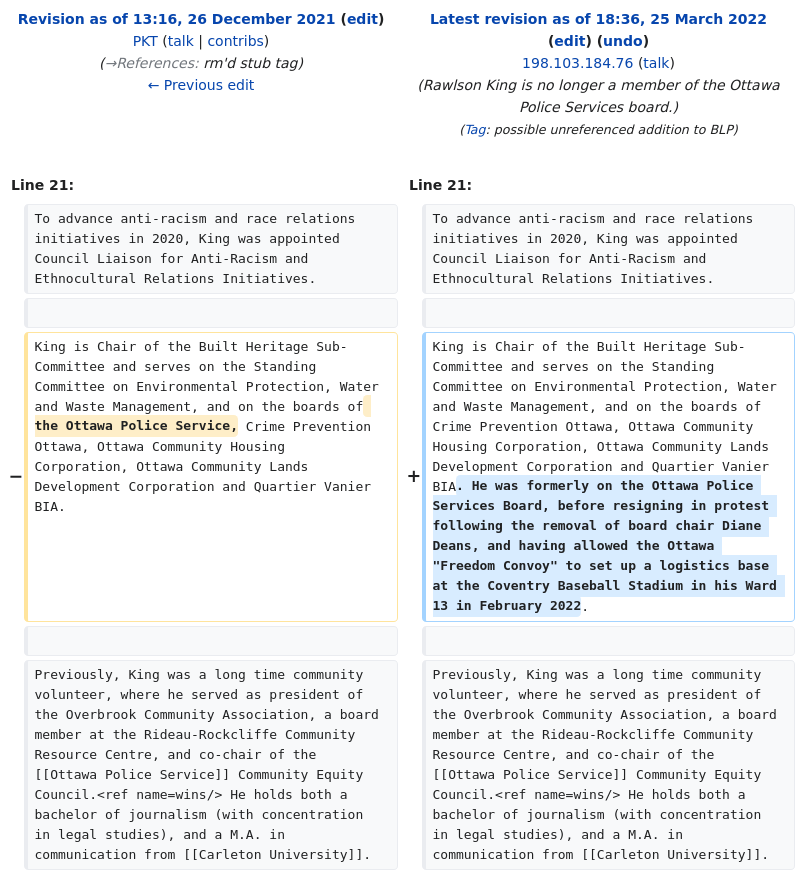 Revision as of 13:16, 26 December 2021 (edit)
PKT (talk | contribs)
(→References: rm'd stub tag)
← Previous edit
Latest revision as of 18:36, 25 March 2022
(edit) (undo)
198.103.184.76 (talk)
(Rawlson King is no longer a member of the Ottawa
Police Services board.)
(Tag: possible unreferenced addition to BLP)
Line 21:
To advance anti-racism and race relations
initiatives in 2020, King was appointed
Council Liaison for Anti-Racism and
Ethnocultural Relations Initiatives.
−
King is Chair of the Built Heritage Sub-
Committee and serves on the Standing
Committee on Environmental Protection, Water
and Waste Management, and on the boards of
the Ottawa Police Service, Crime Prevention
Ottawa, Ottawa Community Housing
Corporation, Ottawa Community Lands
Development Corporation and Quartier Vanier
BIA.
Previously, King was a long time community
volunteer, where he served as president of
the Overbrook Community Association, a board
member at the Rideau-Rockcliffe Community
Resource Centre, and co-chair of the
[[Ottawa Police Service]] Community Equity
Council.<ref name=wins/> He holds both a
bachelor of journalism (with concentration
in legal studies), and a M.A. in
communication from [[Carleton University]].
Line 21:
To advance anti-racism and race relations
initiatives in 2020, King was appointed
Council Liaison for Anti-Racism and
Ethnocultural Relations Initiatives.
+
King is Chair of the Built Heritage Sub-
Committee and serves on the Standing
Committee on Environmental Protection, Water
and Waste Management, and on the boards of
Crime Prevention Ottawa, Ottawa Community
Housing Corporation, Ottawa Community Lands
Development Corporation and Quartier Vanier
BIA. He was formerly on the Ottawa Police
Services Board, before resigning in protest
following the removal of board chair Diane
Deans, and having allowed the Ottawa
"Freedom Convoy" to set up a logistics base
at the Coventry Baseball Stadium in his Ward
13 in February 2022.
Previously, King was a long time community
volunteer, where he served as president of
the Overbrook Community Association, a board
member at the Rideau-Rockcliffe Community
Resource Centre, and co-chair of the
[[Ottawa Police Service]] Community Equity
Council.<ref name=wins/> He holds both a
bachelor of journalism (with concentration
in legal studies), and a M.A. in
communication from [[Carleton University]].